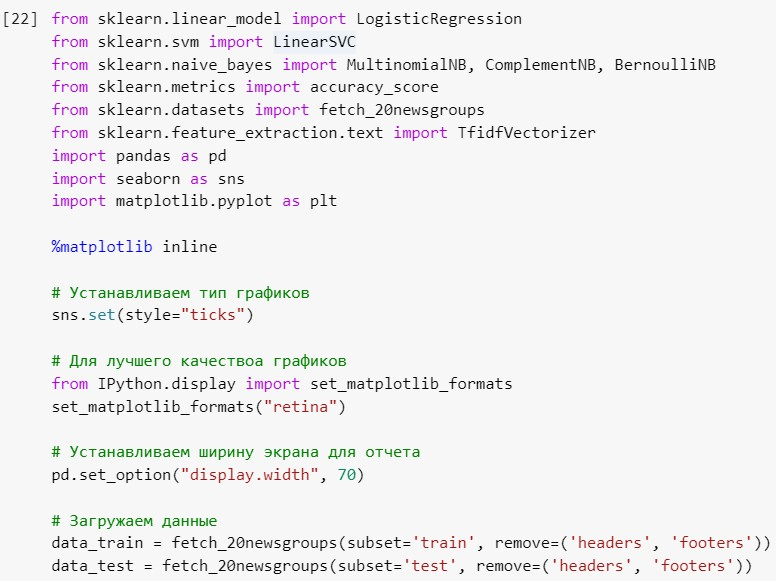 [22] from sklearn.linear_model import LogisticRegression
from sklearn.svm import LinearSVC
from sklearn.naive_bayes import MultinomialNB, ComplementNB, BernoulliNB
from sklearn.metrics import accuracy_score
from sklearn.datasets import fetch_20newsgroups
from sklearn.feature_extraction.text import TfidfVectorizer
import pandas as pd
import seaborn as sns
import matplotlib.pyplot as plt
%matplotlib inline
# Устанавливаем тип графиков
sns.set(style="ticks")
# Для лучшего качествоа графиков
from IPython.display import set_matplotlib_formats
set_matplotlib_formats("retina")
# Устанавливаем ширину экрана для отчета
pd.set_option("display.width", 70)
# Загружаем данные
data_train = fetch_20newsgroups(subset='train', remove=('headers', 'footers'))
data_test = fetch_20newsgroups(subset='test', remove=('headers', 'footers'))